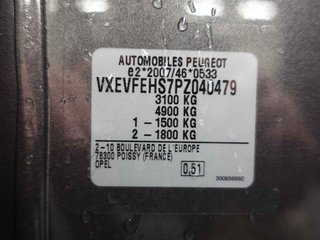 AUTOMOBILES PEUGEOT
e2*2007/46*0533
VXEVFEHS7PZ040479
3100 KG
4900 KG
1 - 1500 KG
2 - 1800 KG
2-10 BOULEVARD DE L'EUROPE
78300 POISSY (FRANCE)
OPEL
0,51
200656692